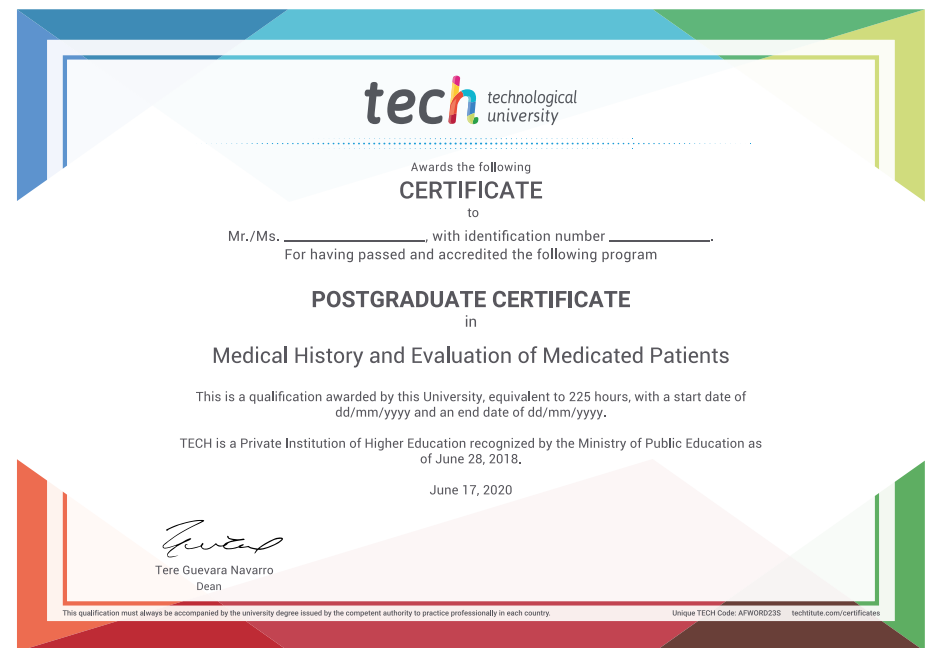 tech technological
university
Awards the following
CERTIFICATE
to
Mr./Ms. ____________________, with identification number ______________.
For having passed and accredited the following program
POSTGRADUATE CERTIFICATE
in
Medical History and Evaluation of Medicated Patients
This is a qualification awarded by this University, equivalent to 225 hours, with a start date of
dd/mm/yyyy and an end date of dd/mm/yyyy.
TECH is a Private Institution of Higher Education recognized by the Ministry of Public Education as
of June 28, 2018.
June 17, 2020
Tere Guevara Navarro
Dean
This qualification must always be accompanied by the university degree issued by the competent authority to practice professionally in each country. Unique TECH Code: AFWORD23S techtitute.com/certificates